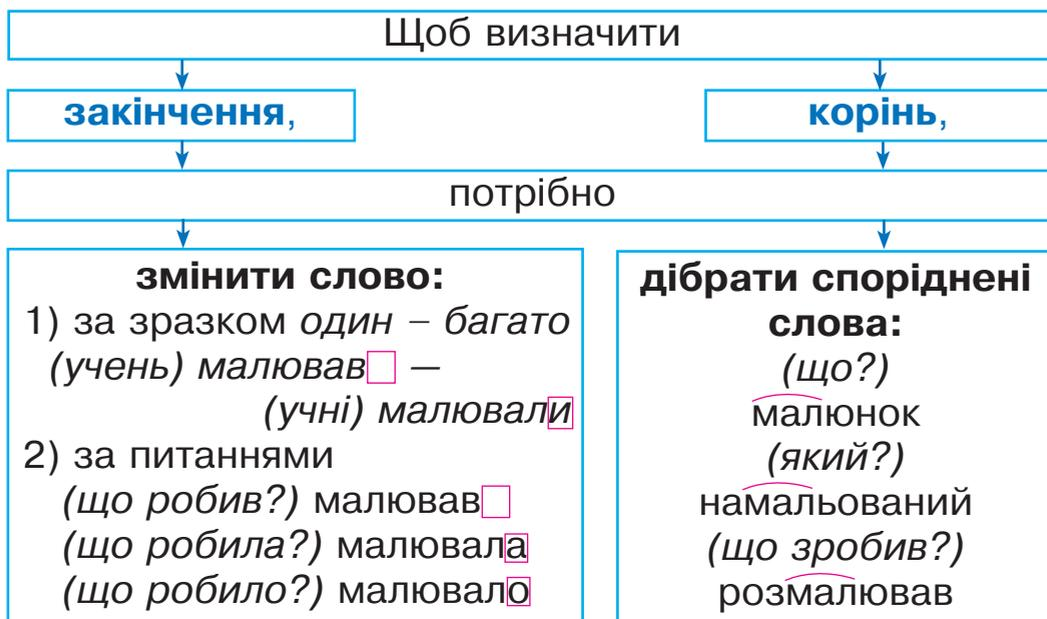 Щоб визначити
закінчення,
корінь,
потрібно
змінити слово:
1) за зразком один – багато
(учень) малював —
(учні) малювали
2) за питаннями
(що робив?) малював
(що робила?) малювала
(що робило?) малювало
дібрати споріднені
слова:
(що?)
малюнок
(який?)
намальований
(що зробив?)
розмалював